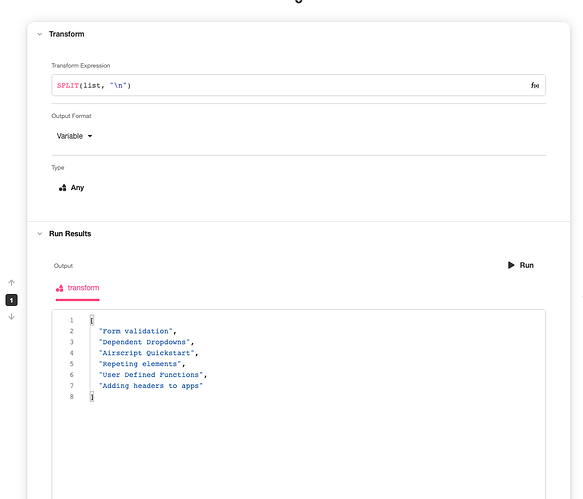 Transform
Transform Expression
SPLIT(list, "\n")
f(x)
Output Format
Variable
Type
Any
Run Results
Output
Run
transform
1
1 [
2 "Form validation",
3 "Dependent Dropdowns",
4 "Airscript Quickstart",
5 "Repeting elements",
6 "User Defined Functions",
7 "Adding headers to apps"
8 ]